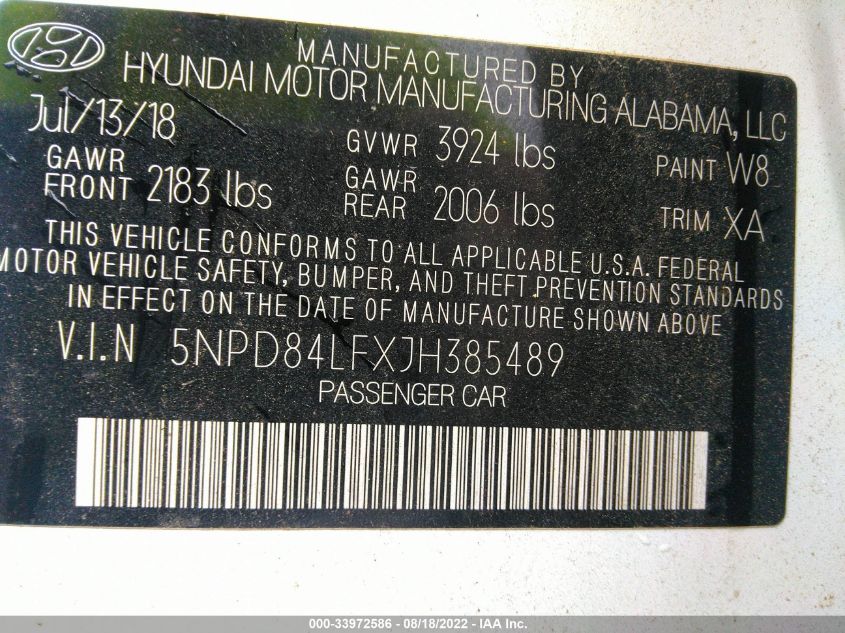 MANUFACTURED BY
HYUNDAI MOTOR MANUFACTURING ALABAMA, LLC
Jul/13/18
GVWR 3924 lbs
PAINT W8
GAWR FRONT 2183 lbs
GAWR REAR 2006 lbs
TRIM XA
THIS VEHICLE CONFORMS TO ALL APPLICABLE U.S.A. FEDERAL
MOTOR VEHICLE SAFETY, BUMPER, AND THEFT PREVENTION STANDARDS
IN EFFECT ON THE DATE OF MANUFACTURE SHOWN ABOVE
V.I.N 5NPD84LFXJH385489
PASSENGER CAR
000-33972586 - 08/18/2022 - IAA Inc.